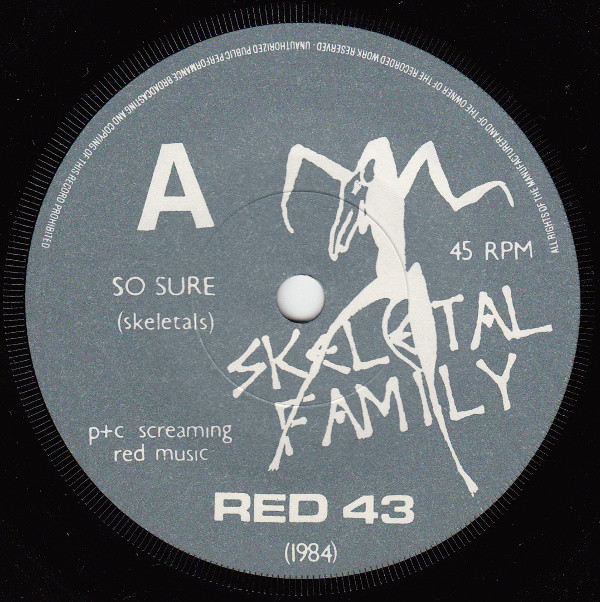 ALL RIGHTS OF THE MANUFACTURER AND OF THE OWNER OF THE RECORDED WORK RESERVED · UNAUTHORIZED PUBLIC PERFORMANCE BROADCASTING AND COPYING OF THIS RECORD PROHIBITED
A
45 RPM
SO SURE
(skeletals)
SKELETAL
FAMILY
p+c screaming
red music
RED 43
(1984)